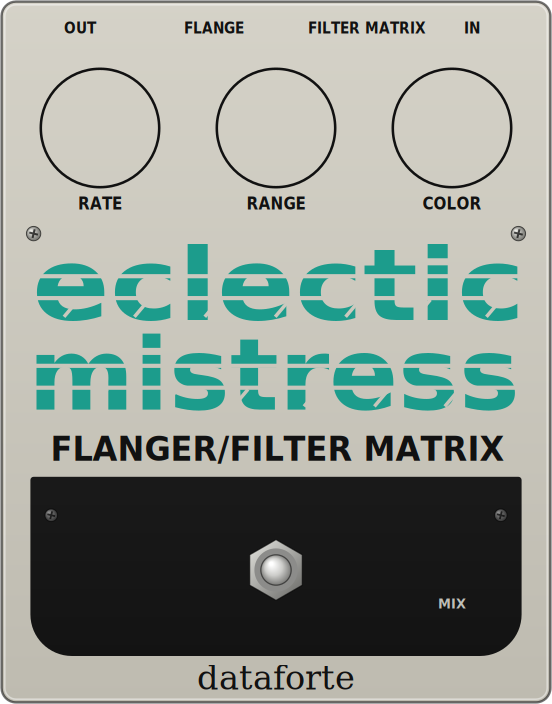 OUT FLANGE FILTER MATRIX IN
RATE RANGE COLOR
eclectic
mistress
FLANGER/FILTER MATRIX
MIX
dataforte